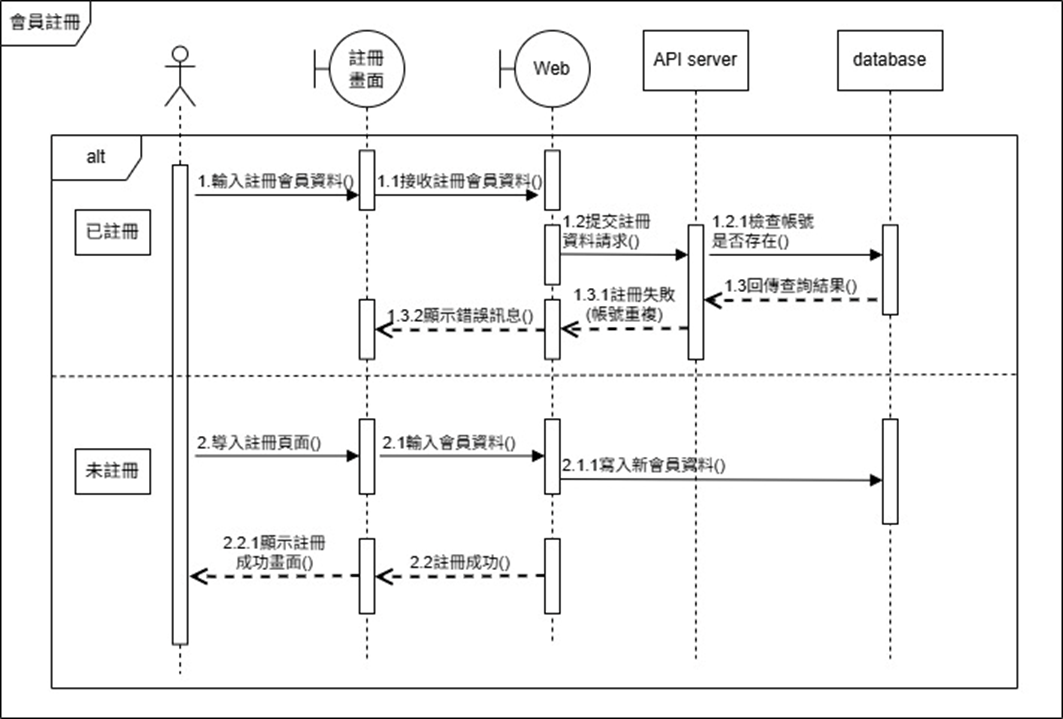 會員註冊
註冊
畫面
Web
API server
database
alt
1.輸入註冊會員資料()
1.1接收註冊會員資料()
已註冊
1.2提交註冊
資料請求()
1.2.1檢查帳號
是否存在()
1.3回傳查詢結果()
1.3.1註冊失敗
(帳號重複)
1.3.2顯示錯誤訊息()
未註冊
2.導入註冊頁面()
2.1輸入會員資料()
2.1.1寫入新會員資料()
2.2.1顯示註冊
成功畫面()
2.2註冊成功()